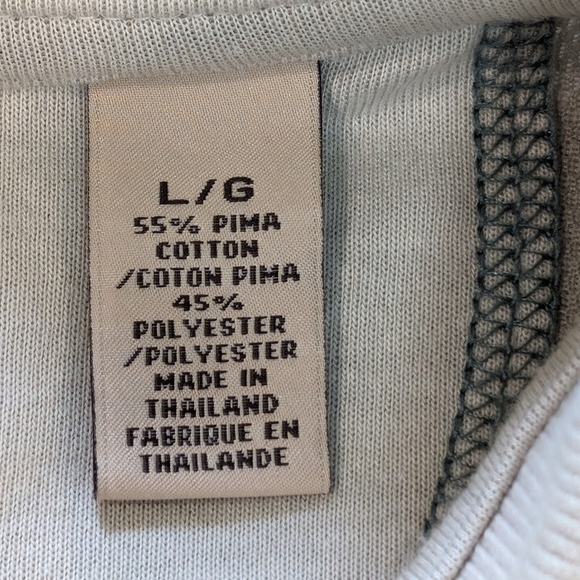 L/G
55% PIMA
COTTON
/COTON PIMA
45%
POLYESTER
/POLYESTER
MADE IN
THAILAND
FABRIQUE EN
THAILANDE